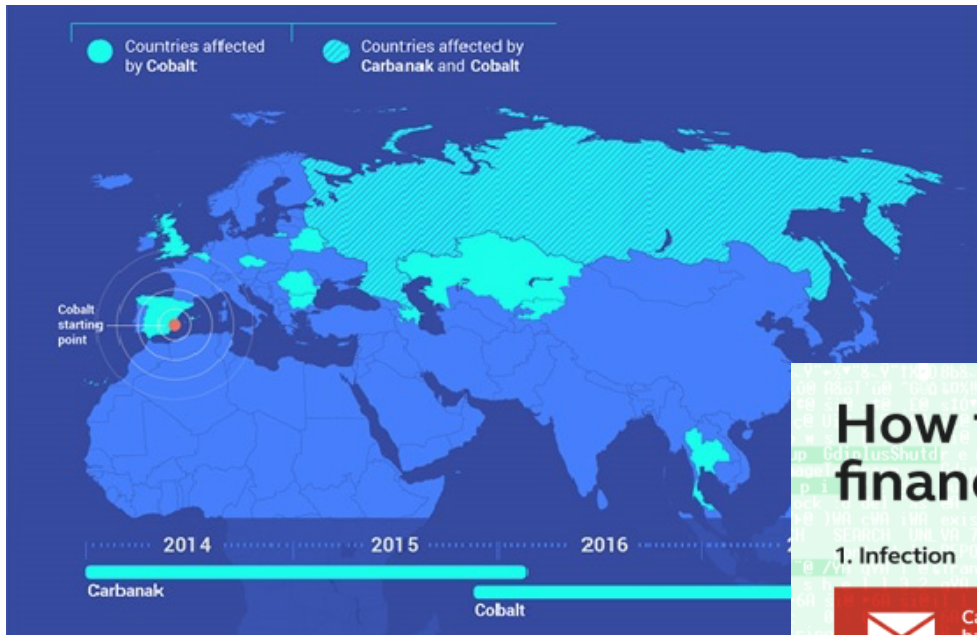 Countries affected
by Cobalt
Countries affected by
Carbanak and Cobalt
Cobalt
starting
point
2014
2015
2016
Carbanak
Cobalt
How
financ
1. Infection